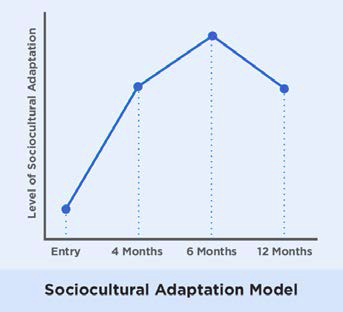 Level of Sociocultural Adaptation
Entry
4 Months
6 Months
12 Months
Sociocultural Adaptation Model